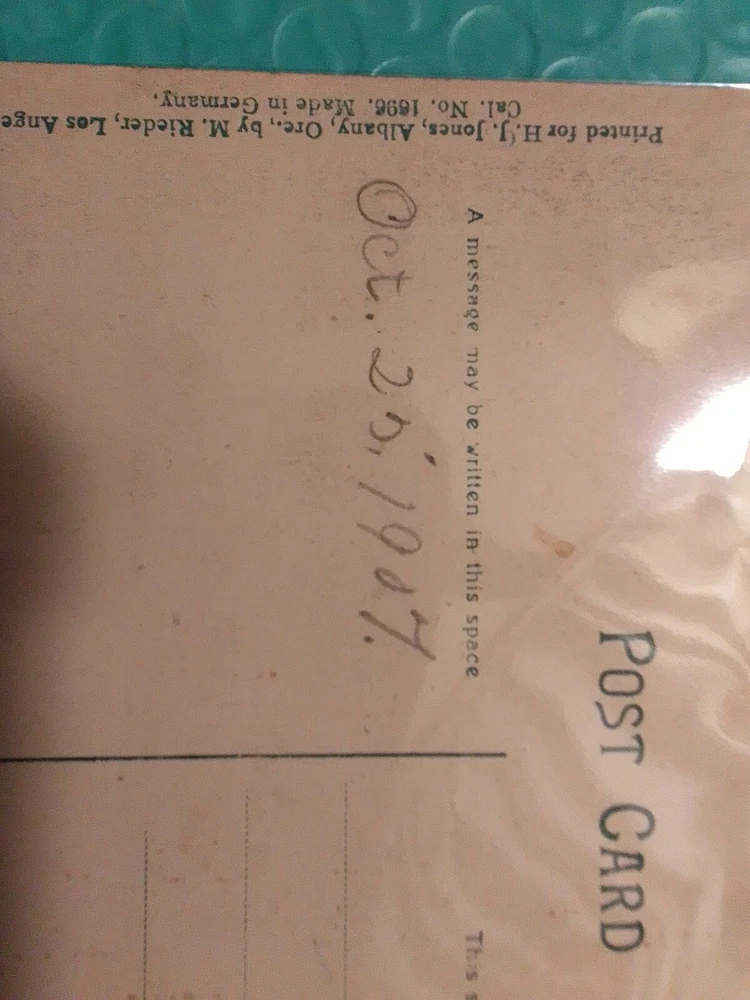 POST CARD
A message may be written in this space
This
Oct. 25, 1907.
Printed for H. J. Jones, Albany, Ore., by M. Rieder, Los Ange
Cal. No. 1696. Made in Germany.